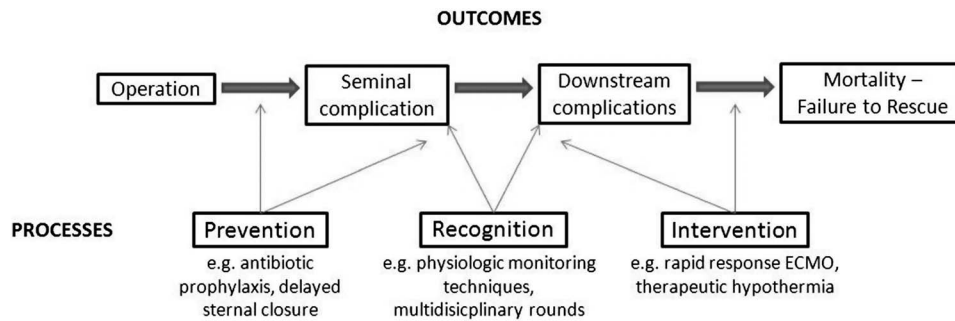 OUTCOMES
Operation
Seminal
complication
Downstream
complications
Mortality –
Failure to Rescue
PROCESSES
Prevention
e.g. antibiotic
prophylaxis, delayed
sternal closure
Recognition
e.g. physiologic monitoring
techniques,
multidisicplinary rounds
Intervention
e.g. rapid response ECMO,
therapeutic hypothermia